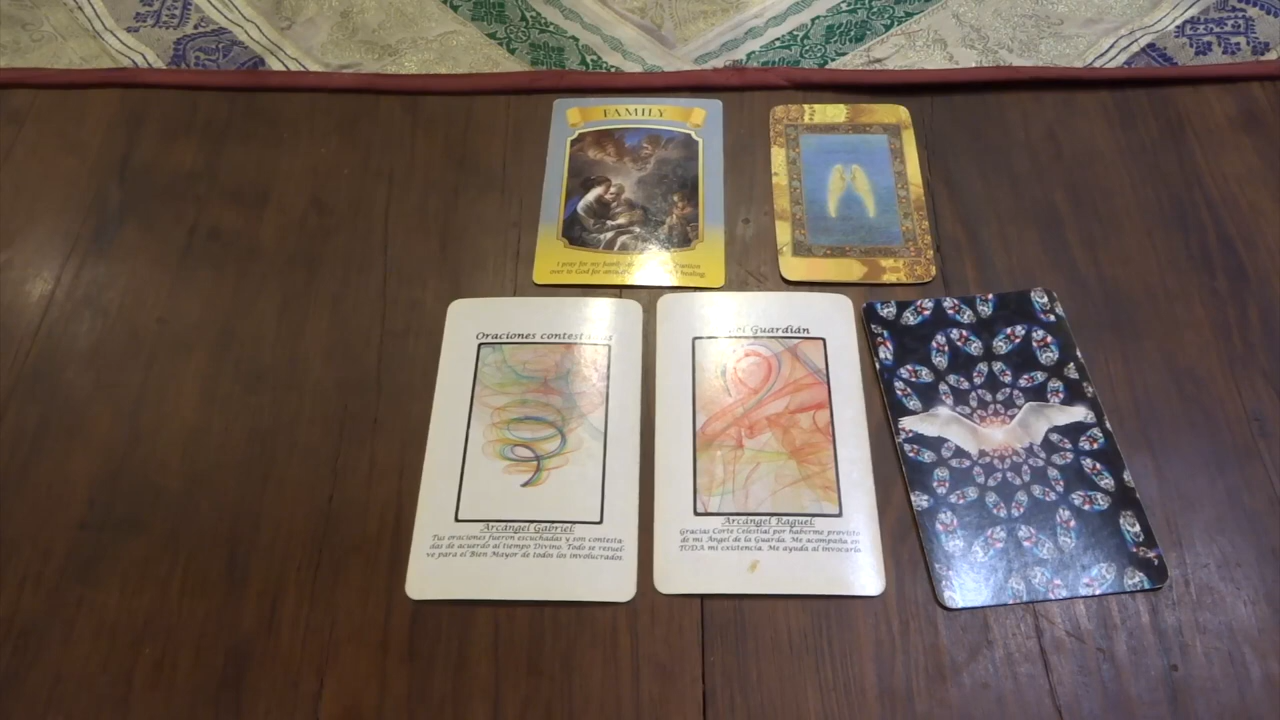 FAMILY
I pray for my family
over to God for healing.
Oraciones contestadas
Arcángel Gabriel:
Tus oraciones fueron escuchadas y son contesta-
das de acuerdo al tiempo Divino. Todo se resuel-
ve para el Bien Mayor de todos los involucrados.
Guardián
Arcángel Raguel:
Gracias Corte Celestial por haberme provisto
de mi Ángel de la Guarda. Me acompaña en
TODA mi existencia. Me ayuda al invocarlo